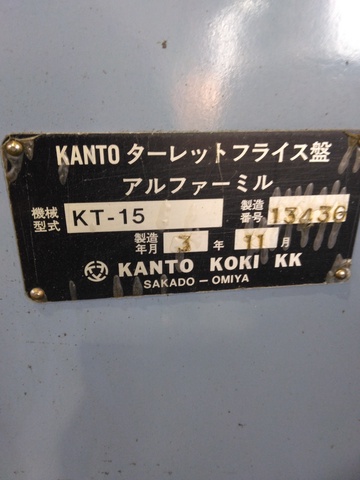 KANTO ターレットフライス盤
アルファーミル
機械型式 KT-15 製造番号 13436
製造年月 3 年 11 月
KANTO KOKI KK
SAKADO - OMIYA